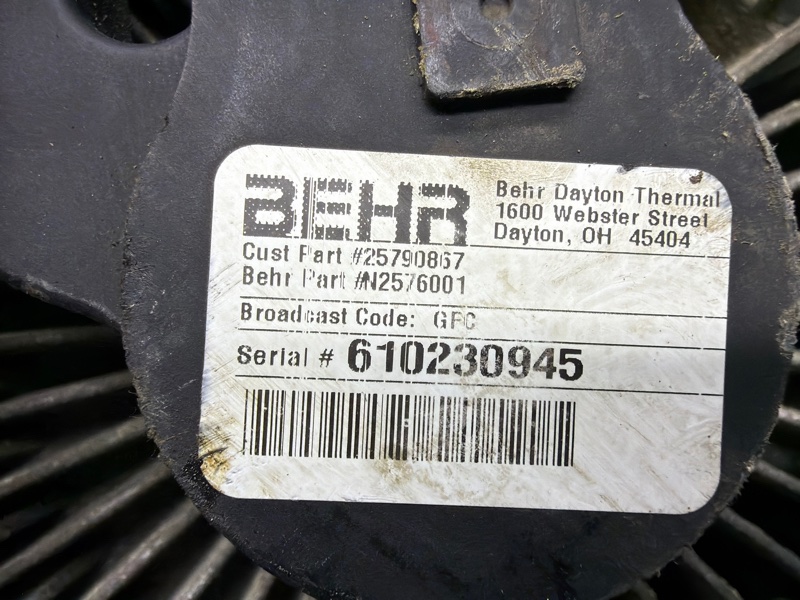 BEHR
Behr Dayton Thermal
1600 Webster Street
Dayton, OH 45404
Cust Part #25790867
Behr Part #N2576001
Broadcast Code: GFC
Serial # 610230945